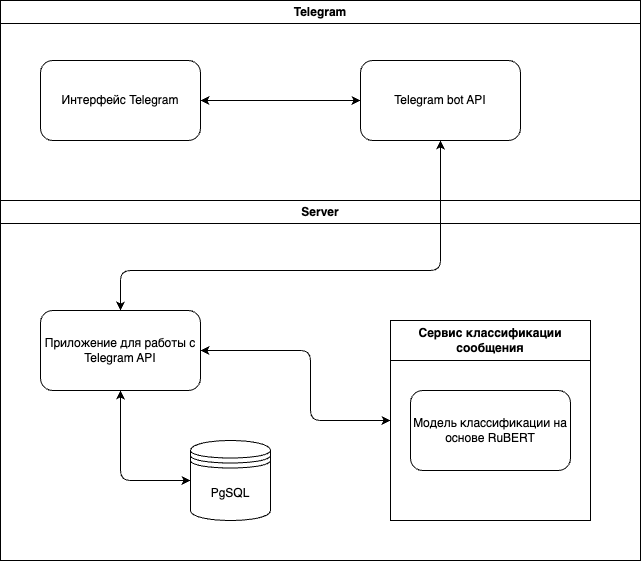 Telegram
Интерфейс Telegram
Telegram bot API
Server
Приложение для работы с
Telegram API
Сервис классификации
сообщения
Модель классификации на
основе RuBERT
PgSQL